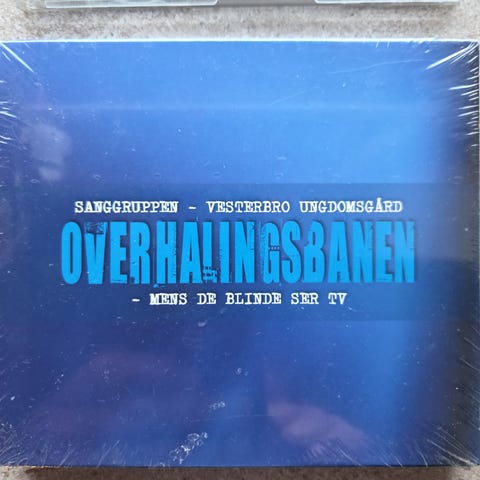 SANGGRUPPEN - VESTERBRO UNGDOMSGÅRD
OVERHALINGSBANEN
- MENS DE BLINDE SER TV